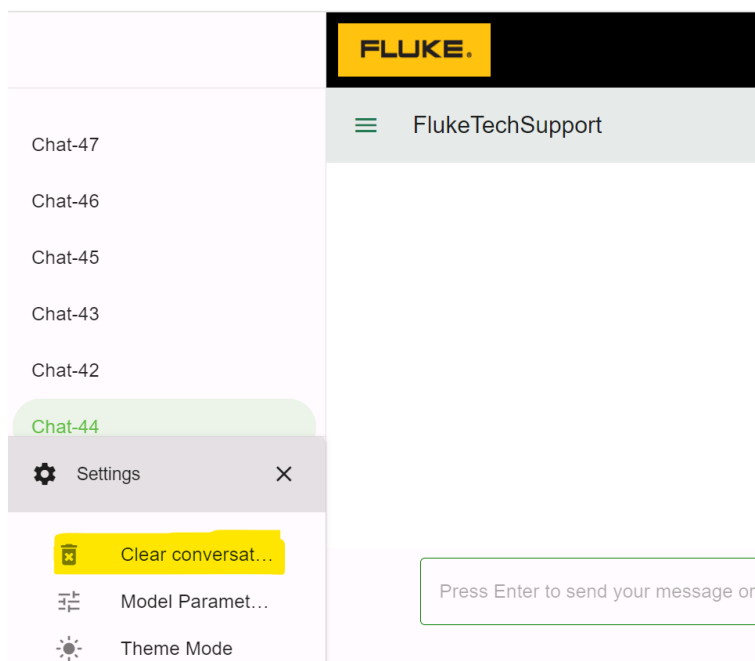 FLUKE.
FlukeTechSupport
Chat-47
Chat-46
Chat-45
Chat-43
Chat-42
Chat-44
Settings
Clear conversat...
Model Paramet...
Theme Mode
Press Enter to send your message or